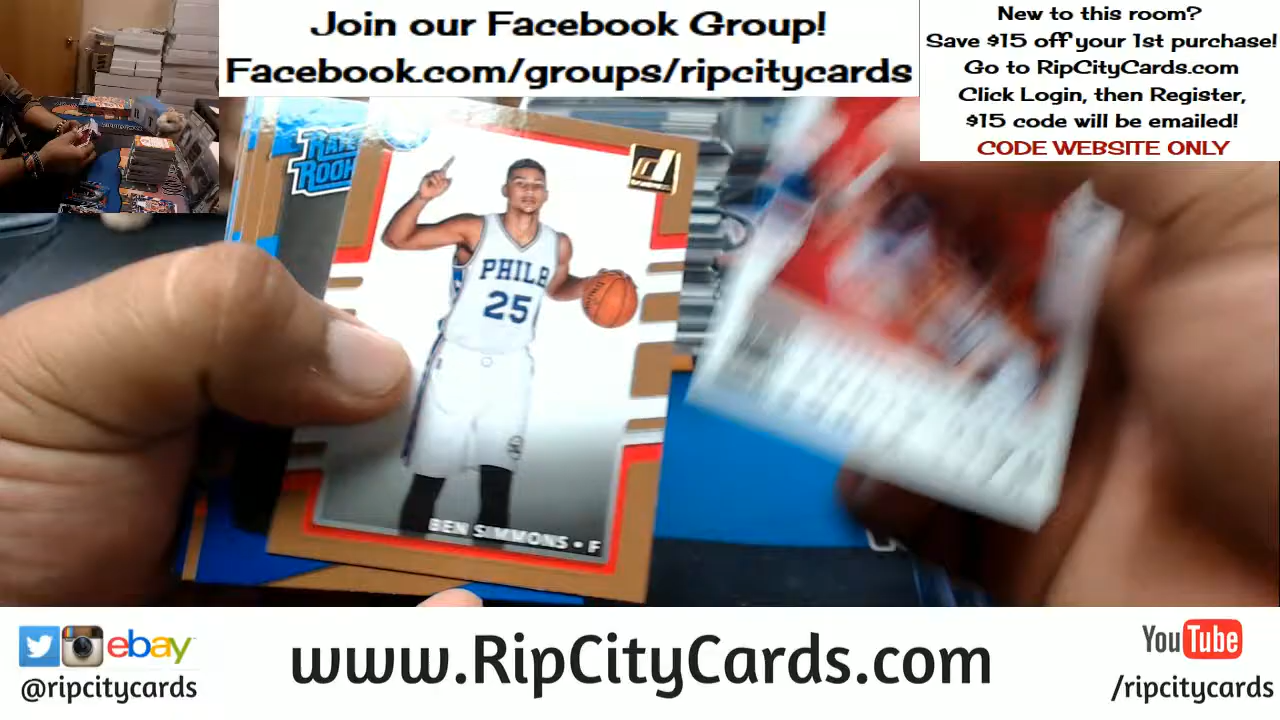 Join our Facebook Group!
Facebook.com/groups/ripcitycards
New to this room?
Save $15 off your 1st purchase!
Go to RipCityCards.com
Click Login, then Register,
$15 code will be emailed!
CODE WEBSITE ONLY
RATED
ROOKIE
PHILA
25
BEN SIMMONS • F
ebay
@ripcitycards
www.RipCityCards.com
YouTube
/ripcitycards